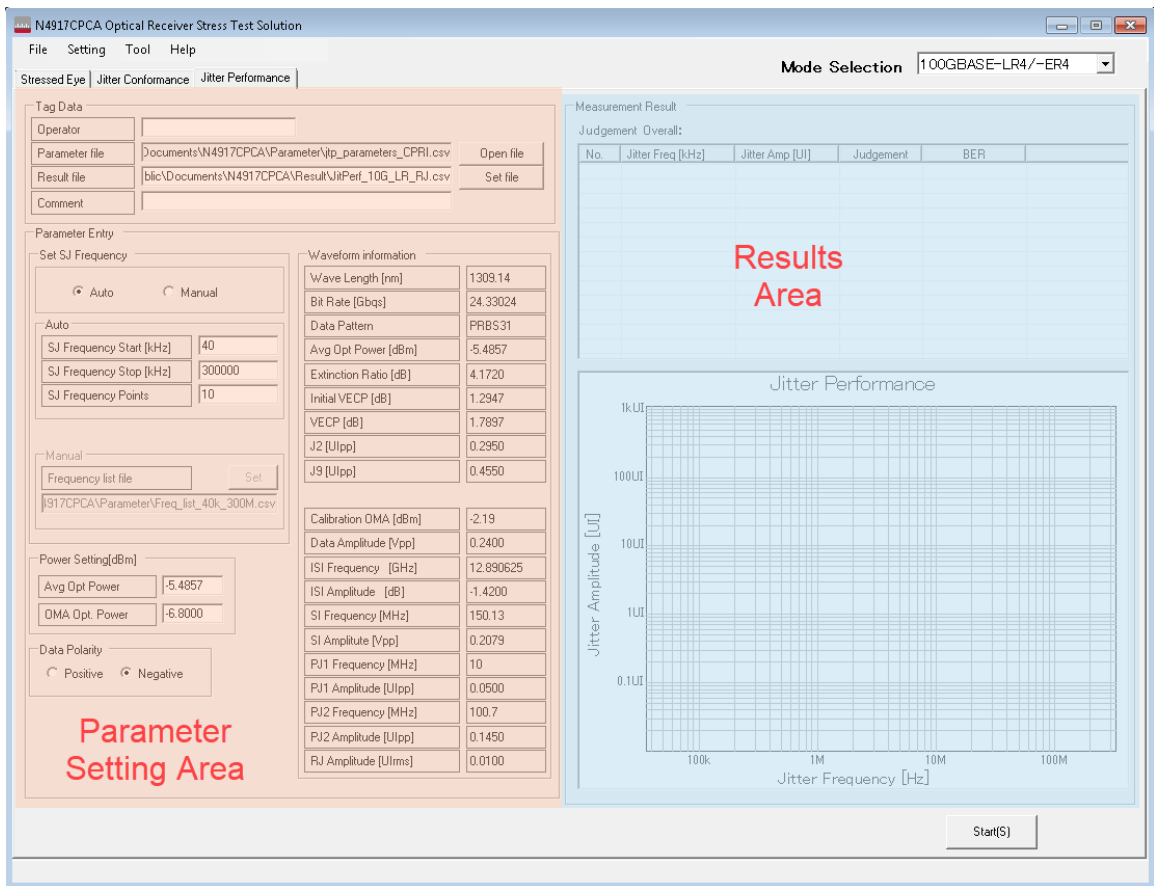 N4917CPCA Optical Receiver Stress Test Solution
File Setting Tool Help
Mode Selection 100GBASE-LR4/-ER4
Stressed Eye Jitter Conformance Jitter Performance
Tag Data
Operator
Parameter file Documents\N4917CPCA\Parameter\jtp_parameters_CPRI.csv Open file
Result file blic\Documents\N4917CPCA\Result\JitPerf_10G_LR_RJ.csv Set file
Comment
Parameter Entry
Set SJ Frequency
Auto Manual
Auto
SJ Frequency Start [kHz] 40
SJ Frequency Stop [kHz] 300000
SJ Frequency Points 10
Manual
Frequency list file Set
I917CPCA\Parameter\Freq_list_40k_300M.csv
Power Setting[dBm]
Avg Opt Power -5.4857
OMA Opt. Power -6.8000
Data Polarity
Positive Negative
Parameter
Setting Area
Waveform information
Wave Length [nm] 1309.14
Bit Rate [Gbqs] 24.33024
Data Pattern PRBS31
Avg Opt Power [dBm] -5.4857
Extinction Ratio [dB] 4.1720
Initial VECP [dB] 1.2947
VECP [dB] 1.7897
J2 [UIpp] 0.2950
J9 [UIpp] 0.4550
Calibration OMA [dBm] -2.19
Data Amplitude [Vpp] 0.2400
ISI Frequency [GHz] 12.890625
ISI Amplitude [dB] -1.4200
SI Frequency [MHz] 150.13
SI Amplitute [Vpp] 0.2079
PJ1 Frequency [MHz] 10
PJ1 Amplitude [UIpp] 0.0500
PJ2 Frequency [MHz] 100.7
PJ2 Amplitude [UIpp] 0.1450
RJ Amplitude [UIrms] 0.0100
Measurement Result
Judgement Overall:
No. Jitter Freq [kHz] Jitter Amp [UI] Judgement BER
Results
Area
Jitter Performance
1kUI
100UI
10UI
1UI
0.1UI
Jitter Amplitude [UI]
100k 1M 10M 100M
Jitter Frequency [Hz]
Start(S)